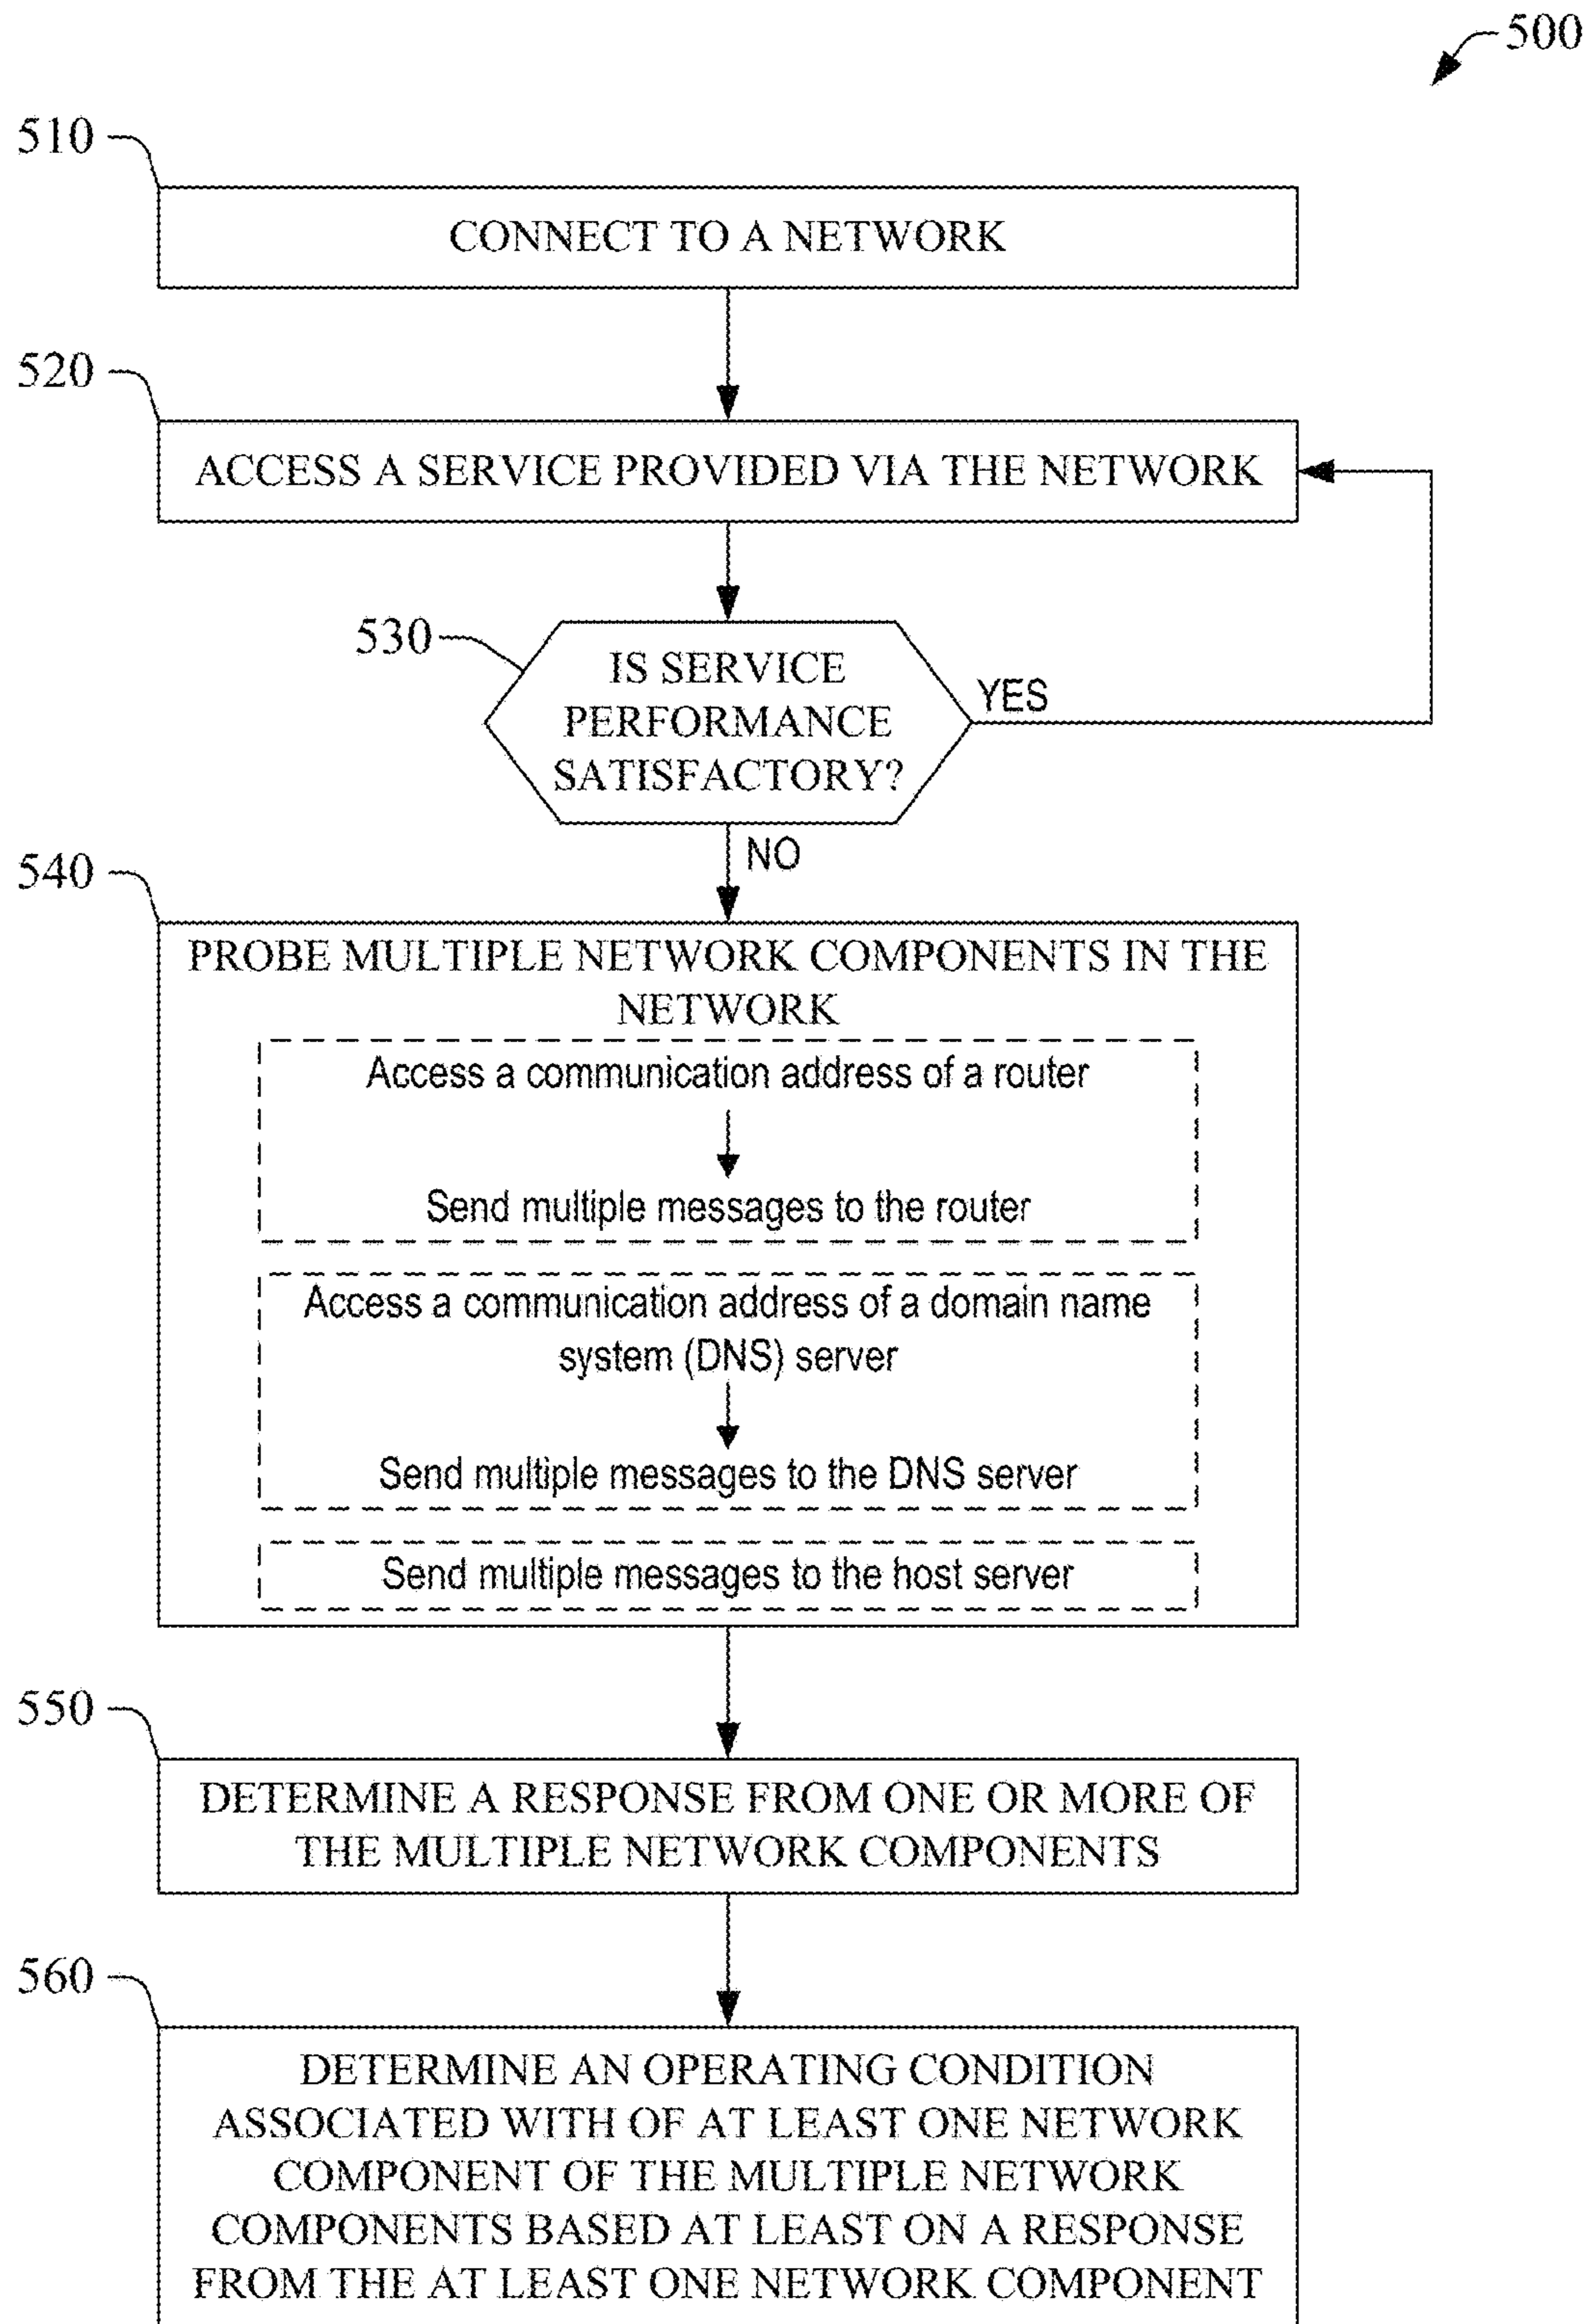 500
510
CONNECT TO A NETWORK
520
ACCESS A SERVICE PROVIDED VIA THE NETWORK
530
IS SERVICE
PERFORMANCE
SATISFACTORY?
YES
NO
540
PROBE MULTIPLE NETWORK COMPONENTS IN THE
NETWORK
Access a communication address of a router
Send multiple messages to the router
Access a communication address of a domain name
system (DNS) server
Send multiple messages to the DNS server
Send multiple messages to the host server
550
DETERMINE A RESPONSE FROM ONE OR MORE OF
THE MULTIPLE NETWORK COMPONENTS
560
DETERMINE AN OPERATING CONDITION
ASSOCIATED WITH OF AT LEAST ONE NETWORK
COMPONENT OF THE MULTIPLE NETWORK
COMPONENTS BASED AT LEAST ON A RESPONSE
FROM THE AT LEAST ONE NETWORK COMPONENT